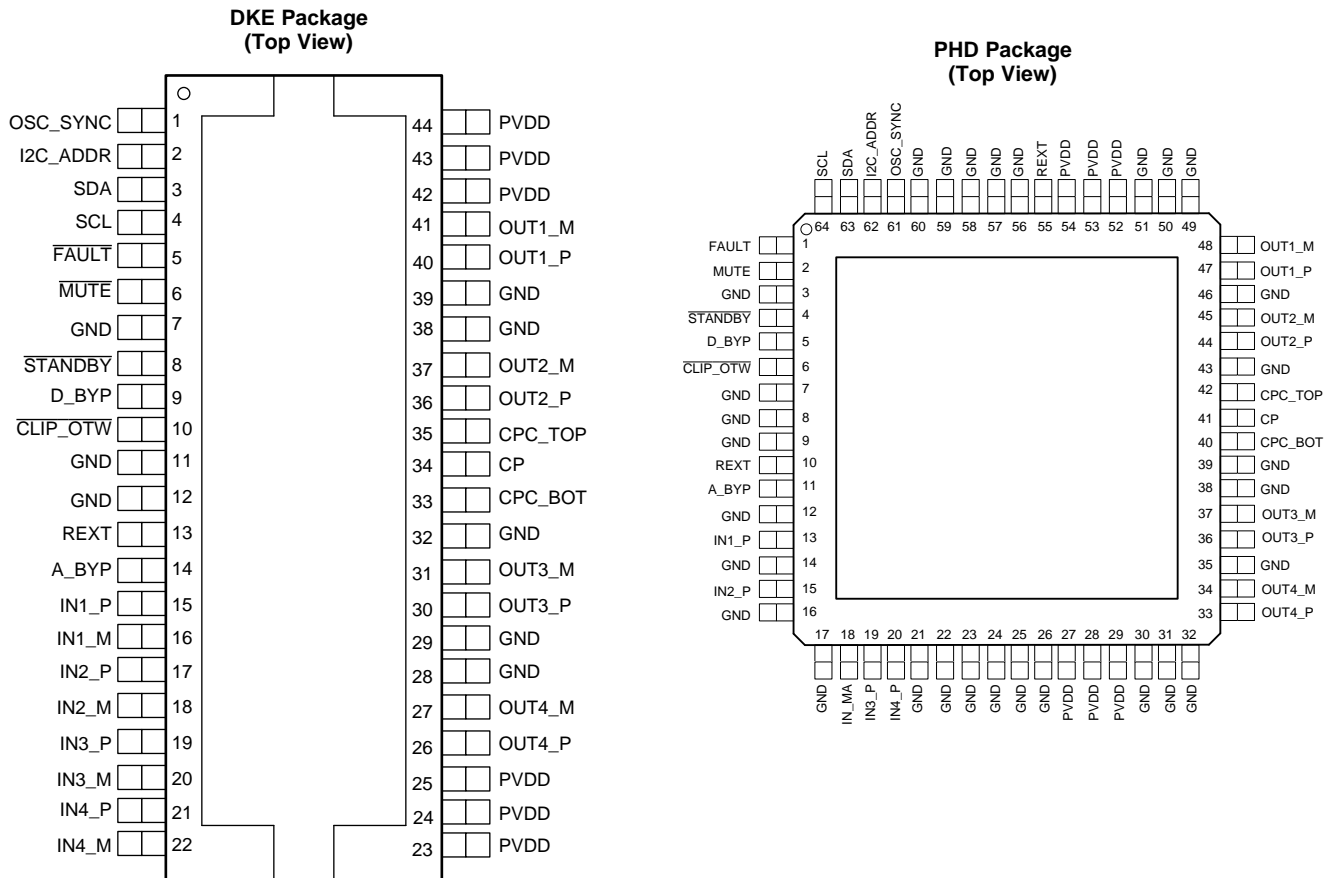 DKE Package
(Top View)
OSC_SYNC 1
I2C_ADDR 2
SDA 3
SCL 4
FAULT 5
MUTE 6
GND 7
STANDBY 8
D_BYP 9
CLIP_OTW 10
GND 11
GND 12
REXT 13
A_BYP 14
IN1_P 15
IN1_M 16
IN2_P 17
IN2_M 18
IN3_P 19
IN3_M 20
IN4_P 21
IN4_M 22
44 PVDD
43 PVDD
42 PVDD
41 OUT1_M
40 OUT1_P
39 GND
38 GND
37 OUT2_M
36 OUT2_P
35 CPC_TOP
34 CP
33 CPC_BOT
32 GND
31 OUT3_M
30 OUT3_P
29 GND
28 GND
27 OUT4_M
26 OUT4_P
25 PVDD
24 PVDD
23 PVDD
PHD Package
(Top View)
SCL SDA I2C_ADDR OSC_SYNC GND GND GND GND GND REXT PVDD PVDD PVDD GND GND GND
64 63 62 61 60 59 58 57 56 55 54 53 52 51 50 49
FAULT 1
MUTE 2
GND 3
STANDBY 4
D_BYP 5
CLIP_OTW 6
GND 7
GND 8
GND 9
REXT 10
A_BYP 11
GND 12
IN1_P 13
GND 14
IN2_P 15
GND 16
48 OUT1_M
47 OUT1_P
46 GND
45 OUT2_M
44 OUT2_P
43 GND
42 CPC_TOP
41 CP
40 CPC_BOT
39 GND
38 GND
37 OUT3_M
36 OUT3_P
35 GND
34 OUT4_M
33 OUT4_P
17 18 19 20 21 22 23 24 25 26 27 28 29 30 31 32
GND IN_MA IN3_P IN4_P GND GND GND GND GND GND PVDD PVDD PVDD GND GND GND